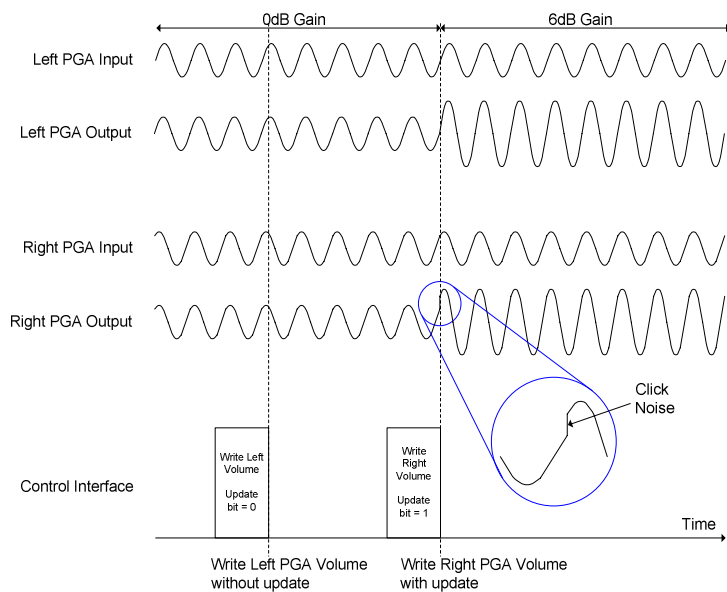 0dB Gain
6dB Gain
Left PGA Input
Left PGA Output
Right PGA Input
Right PGA Output
Click
Noise
Write Left
Volume
Update
bit = 0
Write
Right
Volume
Update
bit = 1
Control Interface
Time
Write Left PGA Volume
without update
Write Right PGA Volume
with update